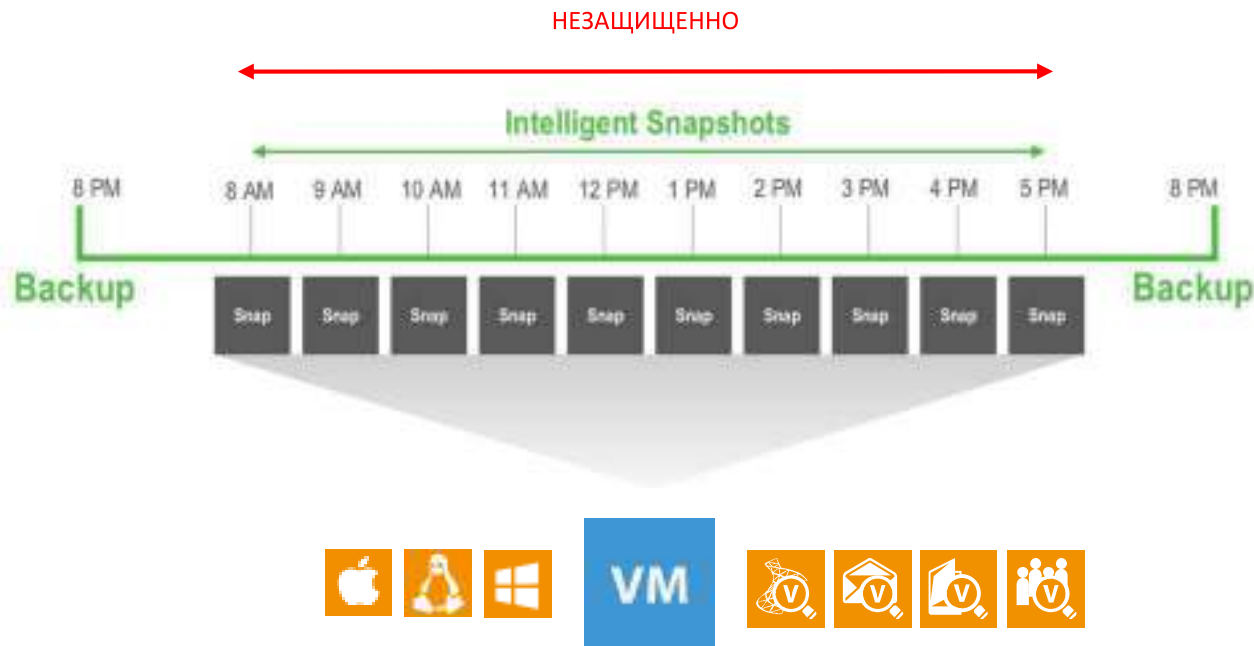 НЕЗАЩИЩЕННО
Intelligent Snapshots
8 PM 8 AM 9 AM 10 AM 11 AM 12 PM 1 PM 2 PM 3 PM 4 PM 5 PM 8 PM
Backup Backup
Snap Snap Snap Snap Snap Snap Snap Snap Snap Snap
VM
V V V V